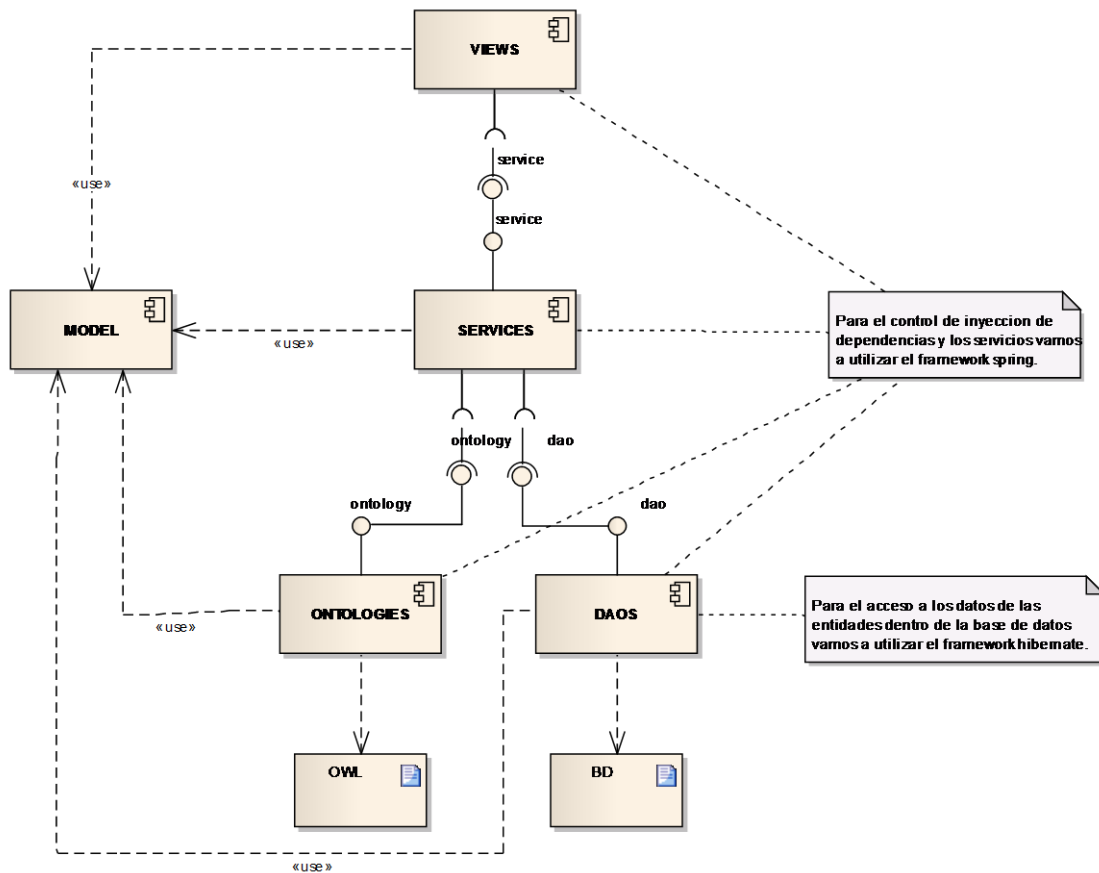 VIEWS
service
«use»
service
MODEL
SERVICES
«use»
Para el control de inyeccion de
dependencias y los servicios vamos
a utilizar el framework spring.
ontology
dao
ontology
dao
ONTOLOGIES
DAOS
«use»
Para el acceso a los datos de las
entidades dentro de la base de datos
vamos a utilizar el framework hibernate.
OWL
BD
«use»